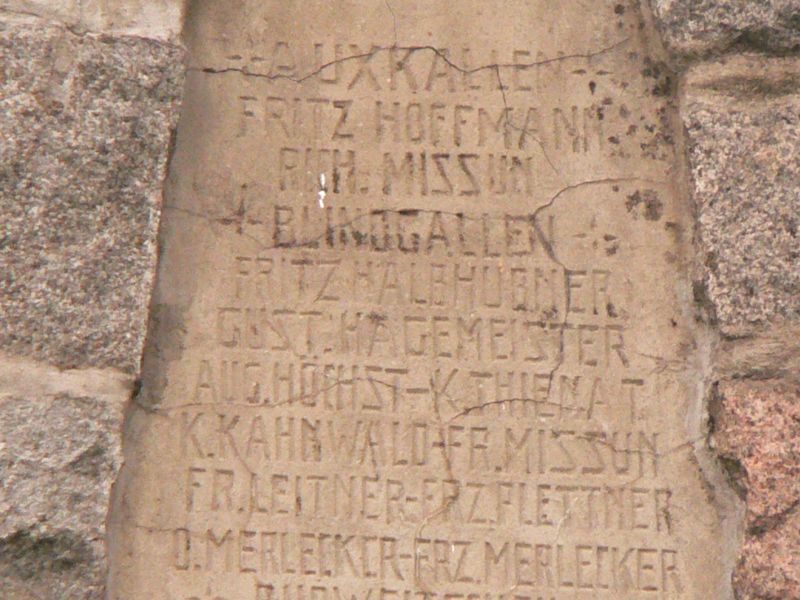 AUXKALLEN
FRITZ HOFFMANN
RICH. MISSUN
BLINDGALLEN
FRITZ HALBHUBNER
GUST. HAGEMEISTER
AUG. HÖCHST-K.THIENAT
K.KAHNWALD-FR.MISSUN
FR.LEITNER-FRZ.PLETTNER
O.MERLECKER-FRZ.MERLECKER